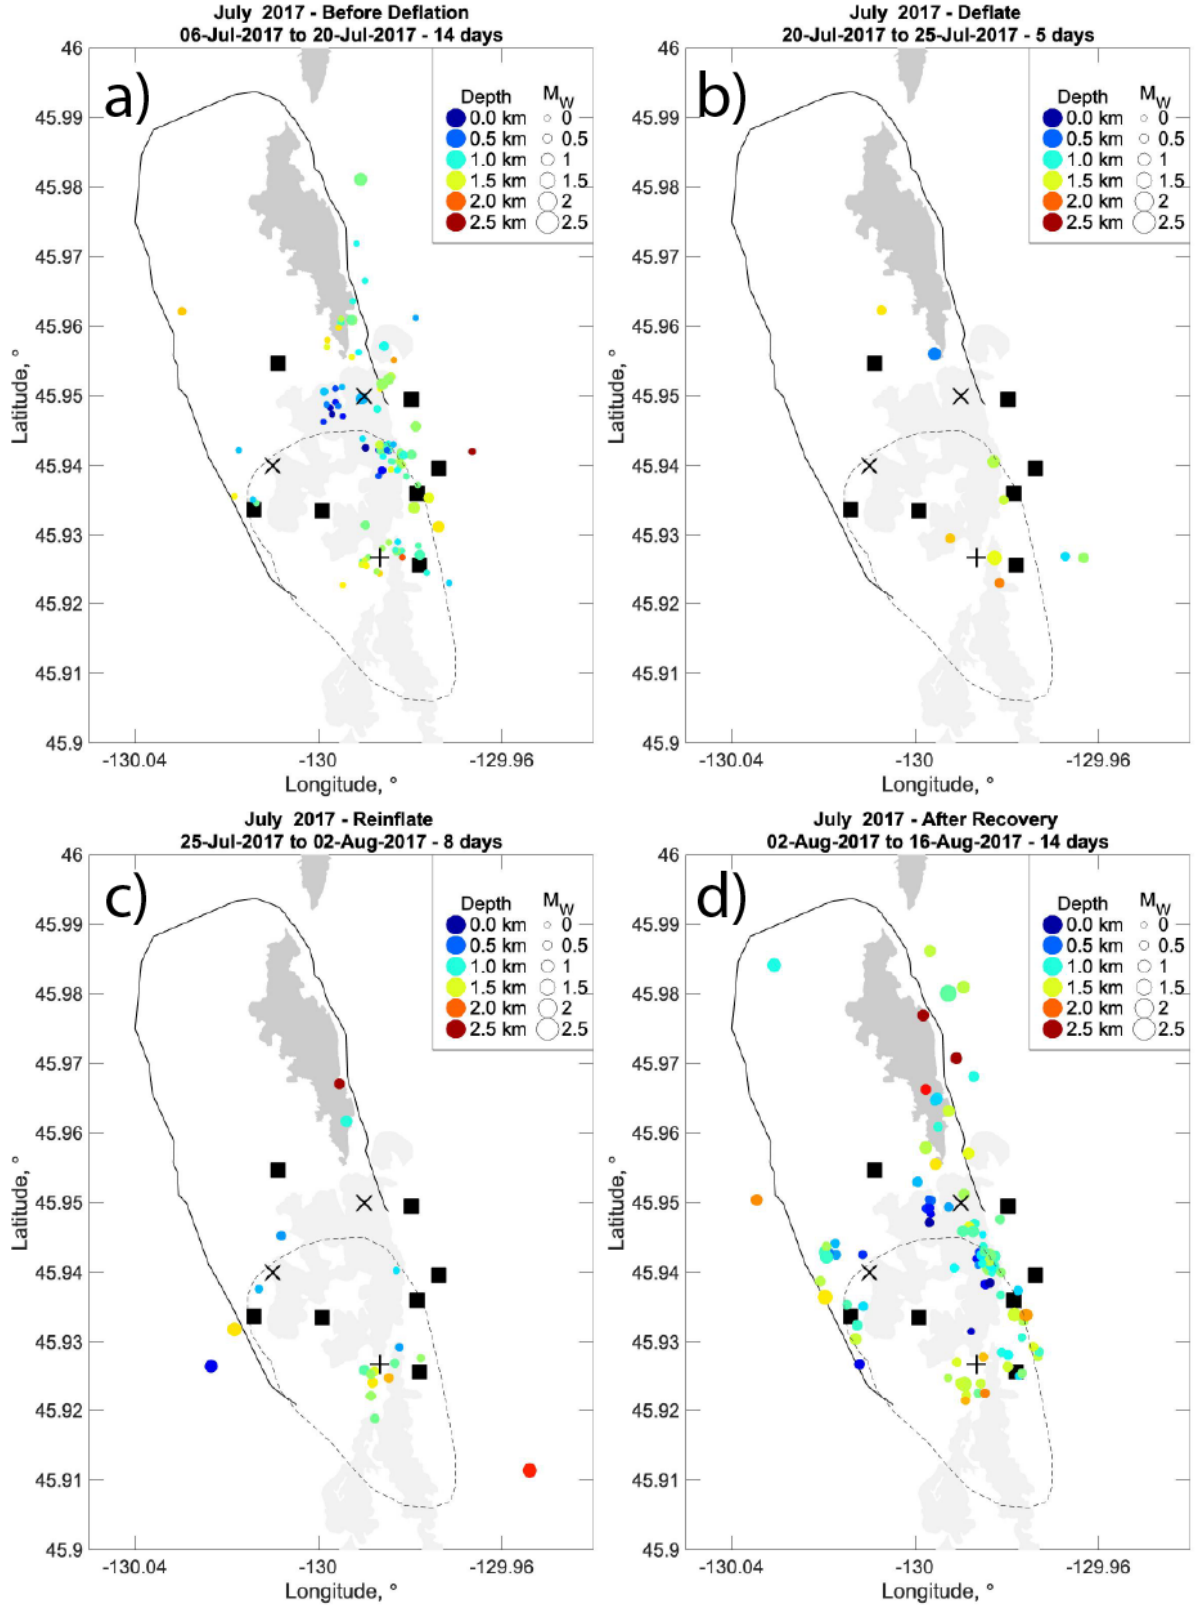 July 2017 - Before Deflation
06-Jul-2017 to 20-Jul-2017 - 14 days
a)
Depth M_W
0.0 km 0
0.5 km 0.5
1.0 km 1
1.5 km 1.5
2.0 km 2
2.5 km 2.5
46
45.99
45.98
45.97
45.96
45.95
45.94
45.93
45.92
45.91
45.9
Latitude, °
-130.04 -130 -129.96
Longitude, °
July 2017 - Deflate
20-Jul-2017 to 25-Jul-2017 - 5 days
b)
Depth M_W
0.0 km 0
0.5 km 0.5
1.0 km 1
1.5 km 1.5
2.0 km 2
2.5 km 2.5
46
45.99
45.98
45.97
45.96
45.95
45.94
45.93
45.92
45.91
45.9
Latitude, °
-130.04 -130 -129.96
Longitude, °
July 2017 - Reinflate
25-Jul-2017 to 02-Aug-2017 - 8 days
c)
Depth M_W
0.0 km 0
0.5 km 0.5
1.0 km 1
1.5 km 1.5
2.0 km 2
2.5 km 2.5
46
45.99
45.98
45.97
45.96
45.95
45.94
45.93
45.92
45.91
45.9
Latitude, °
-130.04 -130 -129.96
Longitude, °
July 2017 - After Recovery
02-Aug-2017 to 16-Aug-2017 - 14 days
d)
Depth M_W
0.0 km 0
0.5 km 0.5
1.0 km 1
1.5 km 1.5
2.0 km 2
2.5 km 2.5
46
45.99
45.98
45.97
45.96
45.95
45.94
45.93
45.92
45.91
45.9
Latitude, °
-130.04 -130 -129.96
Longitude, °